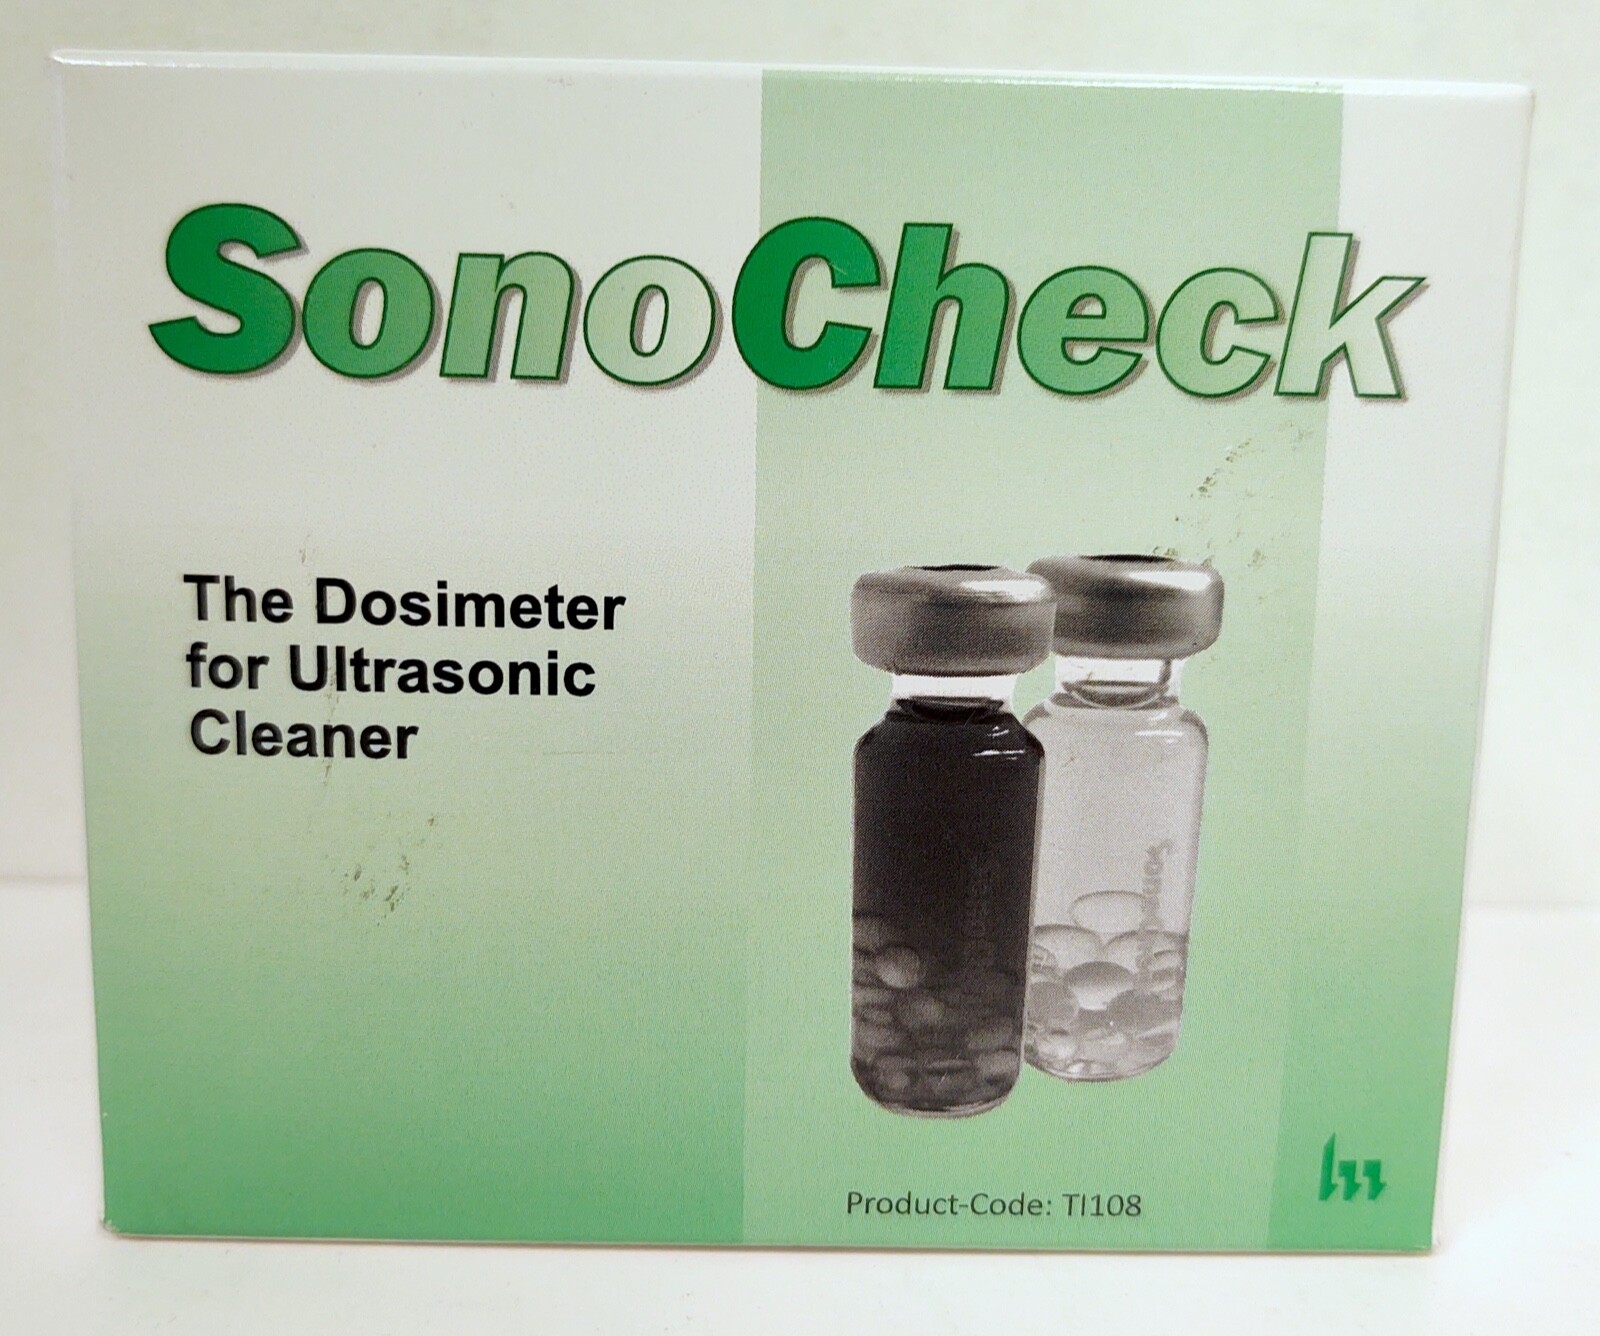 SonoCheck
The Dosimeter
for Ultrasonic
Cleaner
Product-Code: TI108